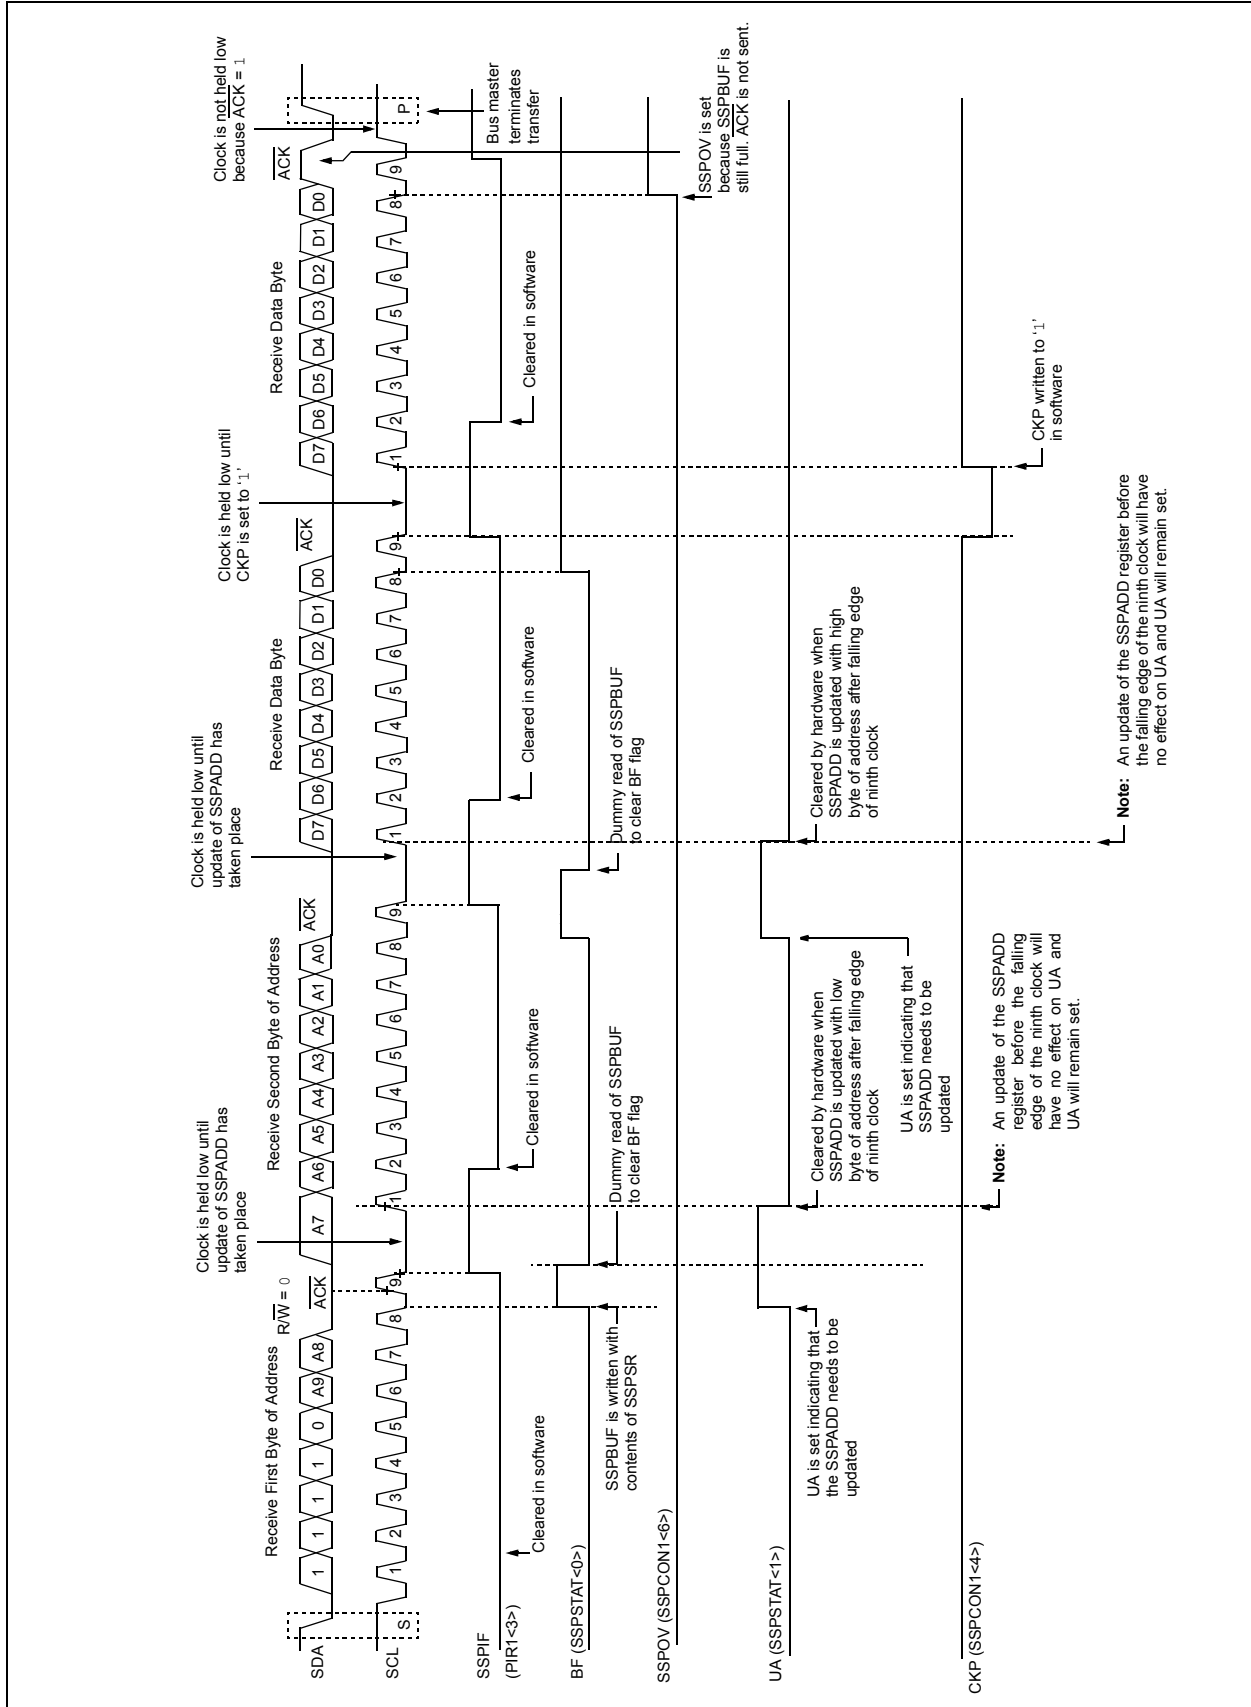 Receive First Byte of Address
R/W = 0
ACK
Receive Second Byte of Address
ACK
Receive Data Byte
ACK
Receive Data Byte
ACK
Clock is held low until
update of SSPADD has
taken place
Clock is held low until
update of SSPADD has
taken place
Clock is held low until
CKP is set to ‘1’
Clock is not held low
because ACK = 1
SDA
1 1 1 1 0 A9 A8
A7 A6 A5 A4 A3 A2 A1 A0
D7 D6 D5 D4 D3 D2 D1 D0
D7 D6 D5 D4 D3 D2 D1 D0
SCL
S
1 2 3 4 5 6 7 8 9
1 2 3 4 5 6 7 8 9
1 2 3 4 5 6 7 8 9
1 2 3 4 5 6 7 8 9
P
Bus master
terminates
transfer
SSPIF
(PIR1<3>)
Cleared in software
Cleared in software
Cleared in software
Cleared in software
BF (SSPSTAT<0>)
SSPBUF is written with
contents of SSPSR
Dummy read of SSPBUF
to clear BF flag
Dummy read of SSPBUF
to clear BF flag
SSPOV (SSPCON1<6>)
SSPOV is set
because SSPBUF is
still full. ACK is not sent.
UA (SSPSTAT<1>)
UA is set indicating that
the SSPADD needs to be
updated
Cleared by hardware when
SSPADD is updated with low
byte of address after falling edge
of ninth clock
UA is set indicating that
SSPADD needs to be
updated
Cleared by hardware when
SSPADD is updated with high
byte of address after falling edge
of ninth clock
CKP (SSPCON1<4>)
Note: An update of the SSPADD
register before the falling
edge of the ninth clock will
have no effect on UA and
UA will remain set.
Note: An update of the SSPADD register before
the falling edge of the ninth clock will have
no effect on UA and UA will remain set.
CKP written to ‘1’
in software